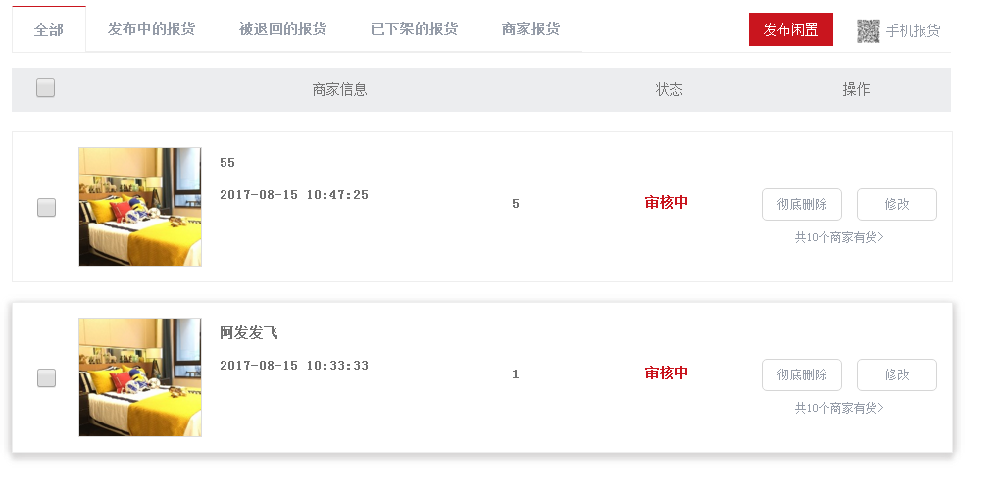 全部 发布中的报货 被退回的报货 已下架的报货 商家报货 发布闲置 手机报货
商家信息 状态 操作
55
2017-08-15 10:47:25
5 审核中 彻底删除 修改
共10个商家有货>
阿发发飞
2017-08-15 10:33:33
1 审核中 彻底删除 修改
共10个商家有货>